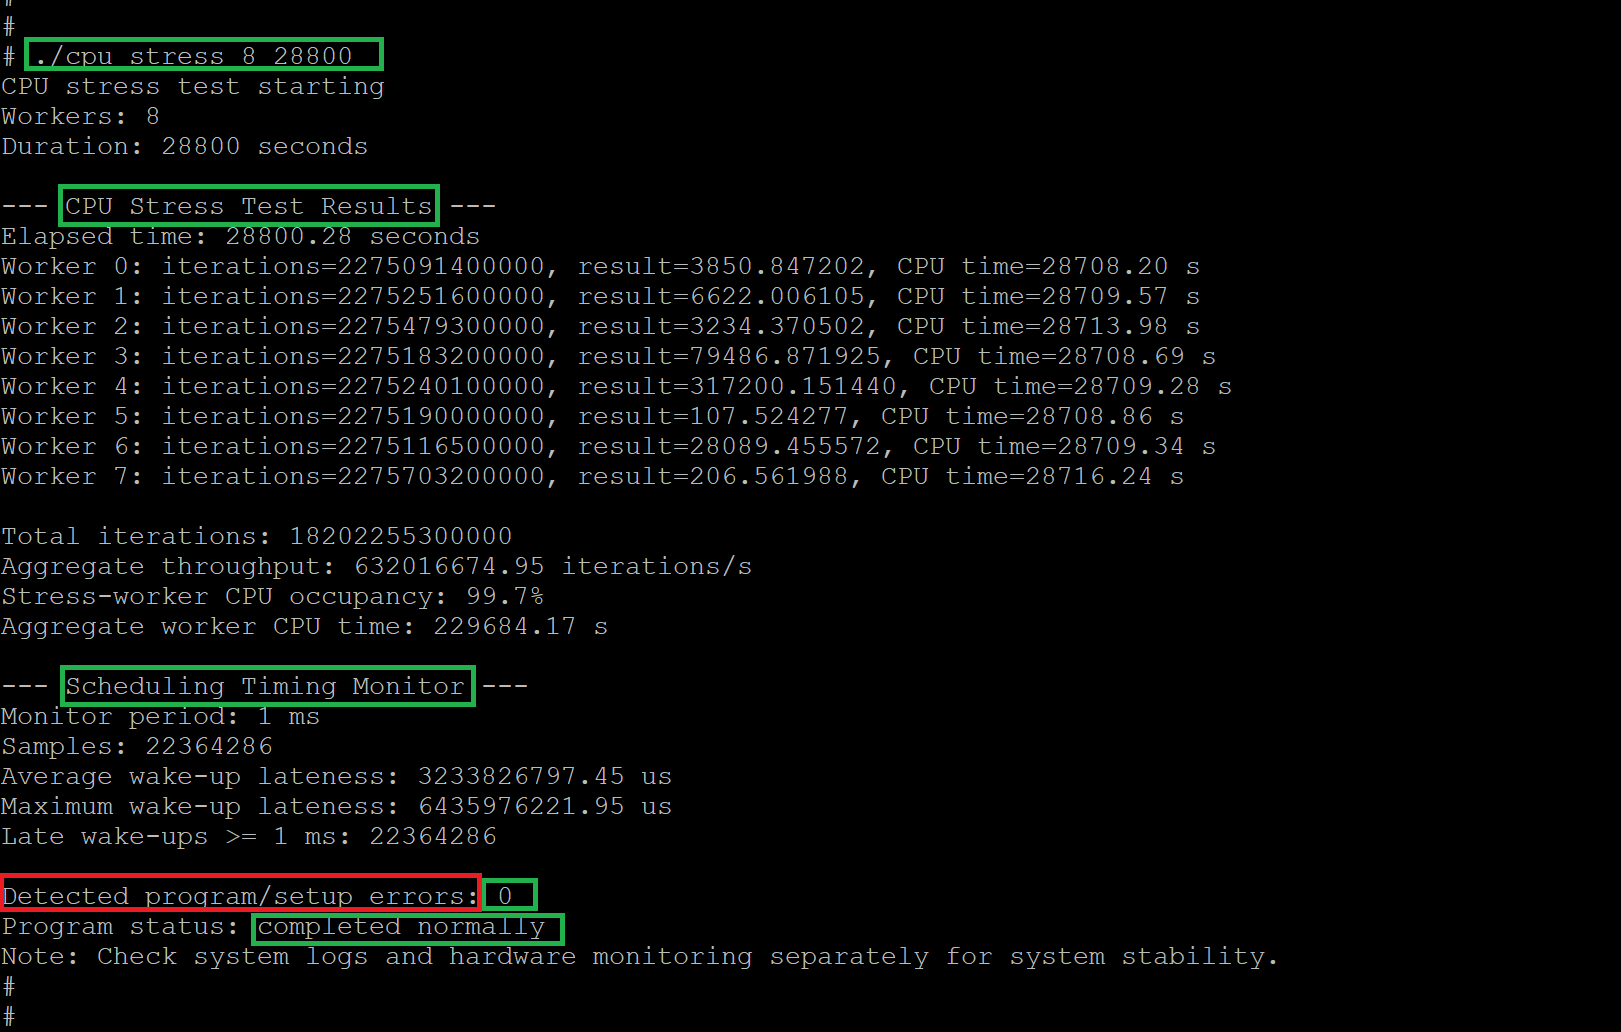 #
#
# ./cpu stress 8 28800
CPU stress test starting
Workers: 8
Duration: 28800 seconds
--- CPU Stress Test Results ---
Elapsed time: 28800.28 seconds
Worker 0: iterations=2275091400000, result=3850.847202, CPU time=28708.20 s
Worker 1: iterations=2275251600000, result=6622.006105, CPU time=28709.57 s
Worker 2: iterations=2275479300000, result=3234.370502, CPU time=28713.98 s
Worker 3: iterations=2275183200000, result=79486.871925, CPU time=28708.69 s
Worker 4: iterations=2275240100000, result=317200.151440, CPU time=28709.28 s
Worker 5: iterations=2275190000000, result=107.524277, CPU time=28708.86 s
Worker 6: iterations=2275116500000, result=28089.455572, CPU time=28709.34 s
Worker 7: iterations=2275703200000, result=206.561988, CPU time=28716.24 s
Total iterations: 18202255300000
Aggregate throughput: 632016674.95 iterations/s
Stress-worker CPU occupancy: 99.7%
Aggregate worker CPU time: 229684.17 s
--- Scheduling Timing Monitor ---
Monitor period: 1 ms
Samples: 22364286
Average wake-up lateness: 3233826797.45 us
Maximum wake-up lateness: 6435976221.95 us
Late wake-ups >= 1 ms: 22364286
Detected program/setup errors: 0
Program status: completed normally
Note: Check system logs and hardware monitoring separately for system stability.
#
#